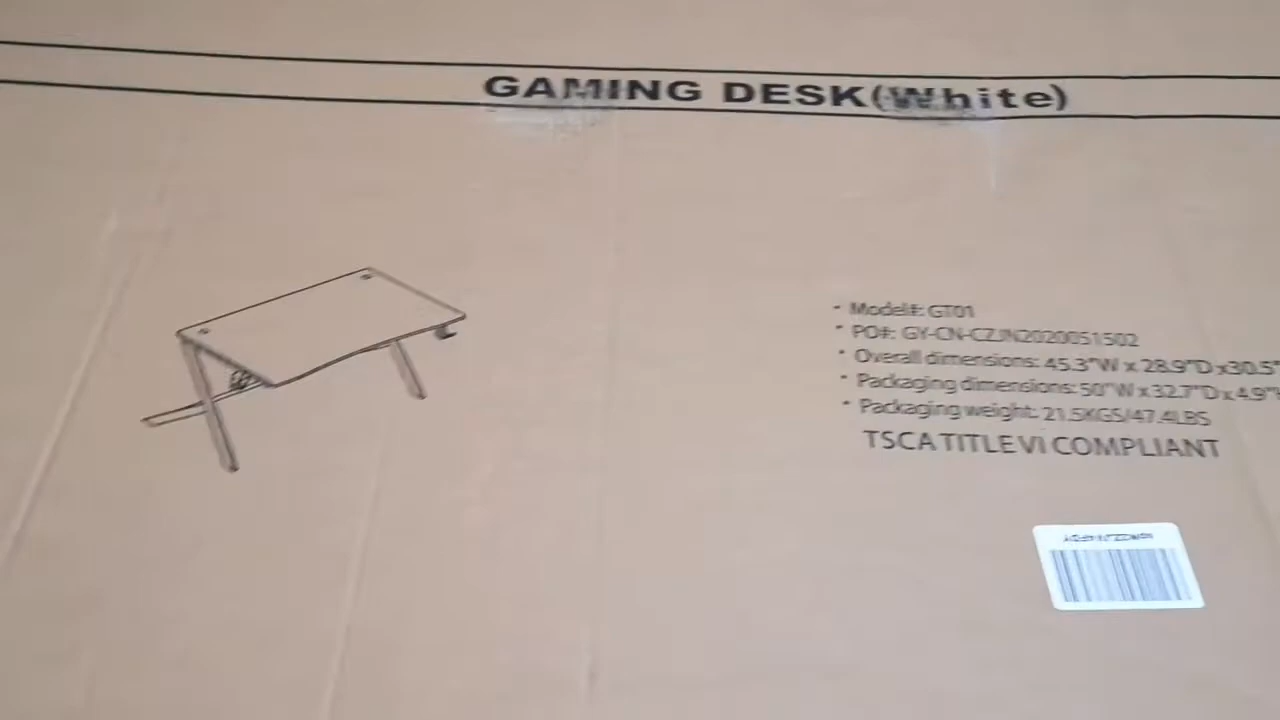 GAMING DESK(White)
• Model#: GT01
• PO#: GY-CN-CZJN2020051502
• Overall dimensions: 45.3"W x 28.9"D x30.5"
• Packaging dimensions: 50"W x 32.7"D x 4.9"
• Packaging weight: 21.5KGS/47.4LBS
TSCA TITLE VI COMPLIANT